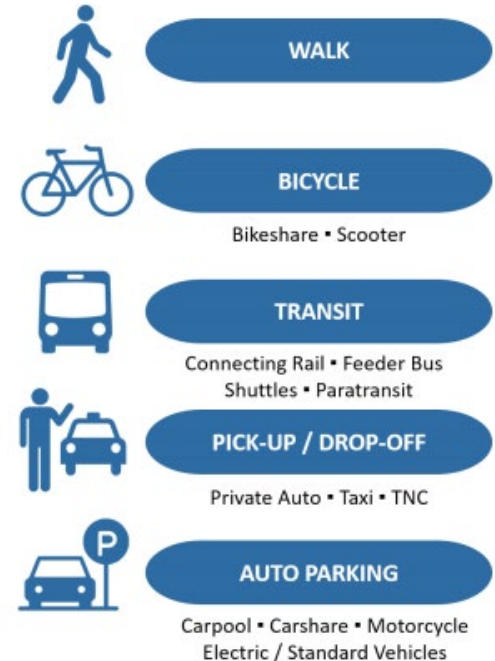 WALK
BICYCLE
Bikeshare ▪ Scooter
TRANSIT
Connecting Rail ▪ Feeder Bus
Shuttles ▪ Paratransit
PICK-UP / DROP-OFF
Private Auto ▪ Taxi ▪ TNC
P
AUTO PARKING
Carpool ▪ Carshare ▪ Motorcycle
Electric / Standard Vehicles